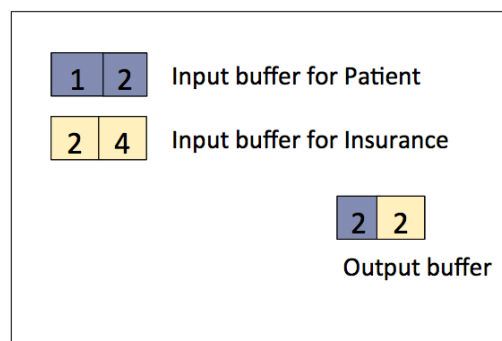 1 2 Input buffer for Patient
2 4 Input buffer for Insurance
2 2
Output buffer